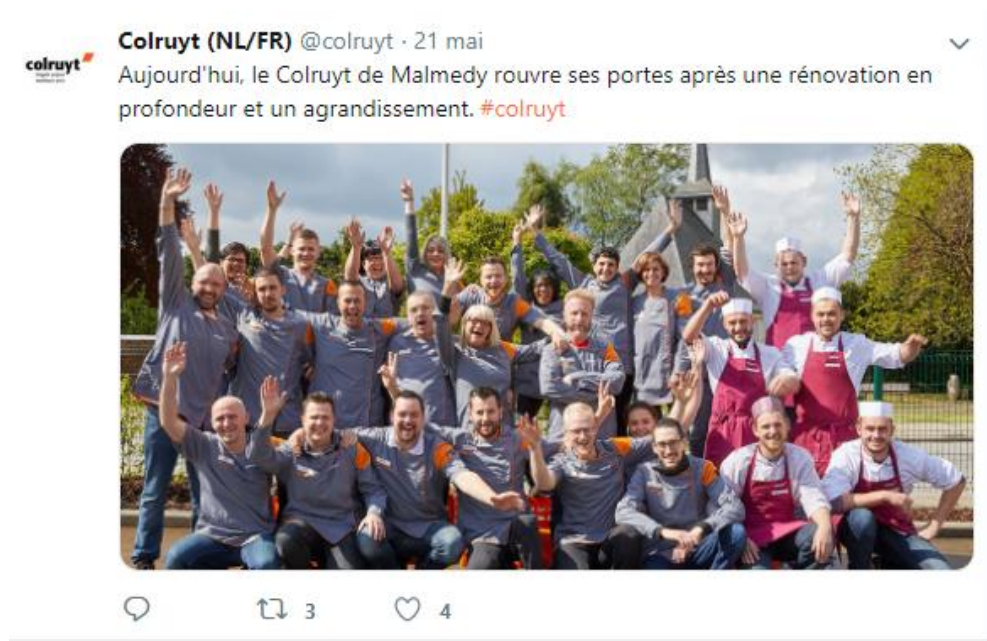 Colruyt (NL/FR) @colruyt · 21 mai
colruyt
Aujourd'hui, le Colruyt de Malmedy rouvre ses portes après une rénovation en
profondeur et un agrandissement. #colruyt
3 4